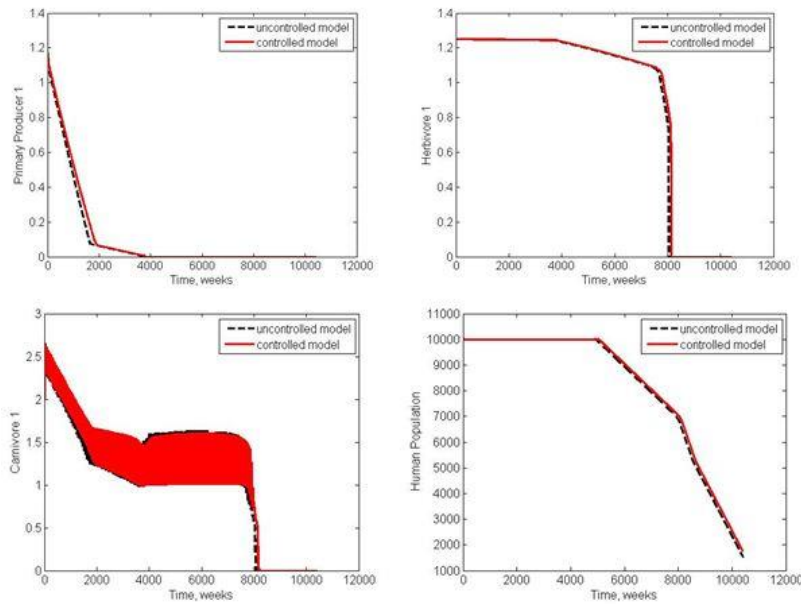 1.4
1.2
1
0.8
0.6
0.4
0.2
0
Primary Producer 1
uncontrolled model
controlled model
0 2000 4000 6000 8000 10000 12000
Time, weeks
1.4
1.2
1
0.8
0.6
0.4
0.2
0
Herbivore 1
uncontrolled model
controlled model
0 2000 4000 6000 8000 10000 12000
Time, weeks
3
2.5
2
1.5
1
0.5
0
Carnivore 1
uncontrolled model
controlled model
0 2000 4000 6000 8000 10000 12000
Time, weeks
11000
10000
9000
8000
7000
6000
5000
4000
3000
2000
1000
Human Population
uncontrolled model
controlled model
0 2000 4000 6000 8000 10000 12000
Time, weeks